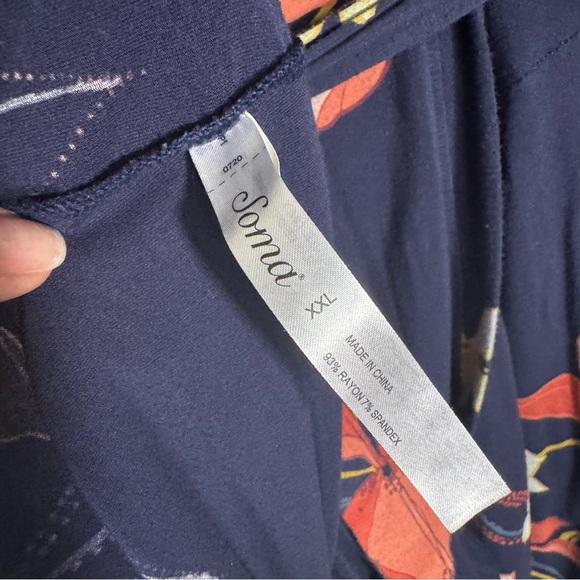 0720
Soma®
XXL
MADE IN CHINA
93% RAYON 7% SPANDEX